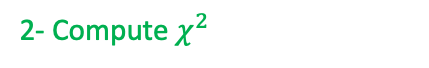 2- Compute χ²